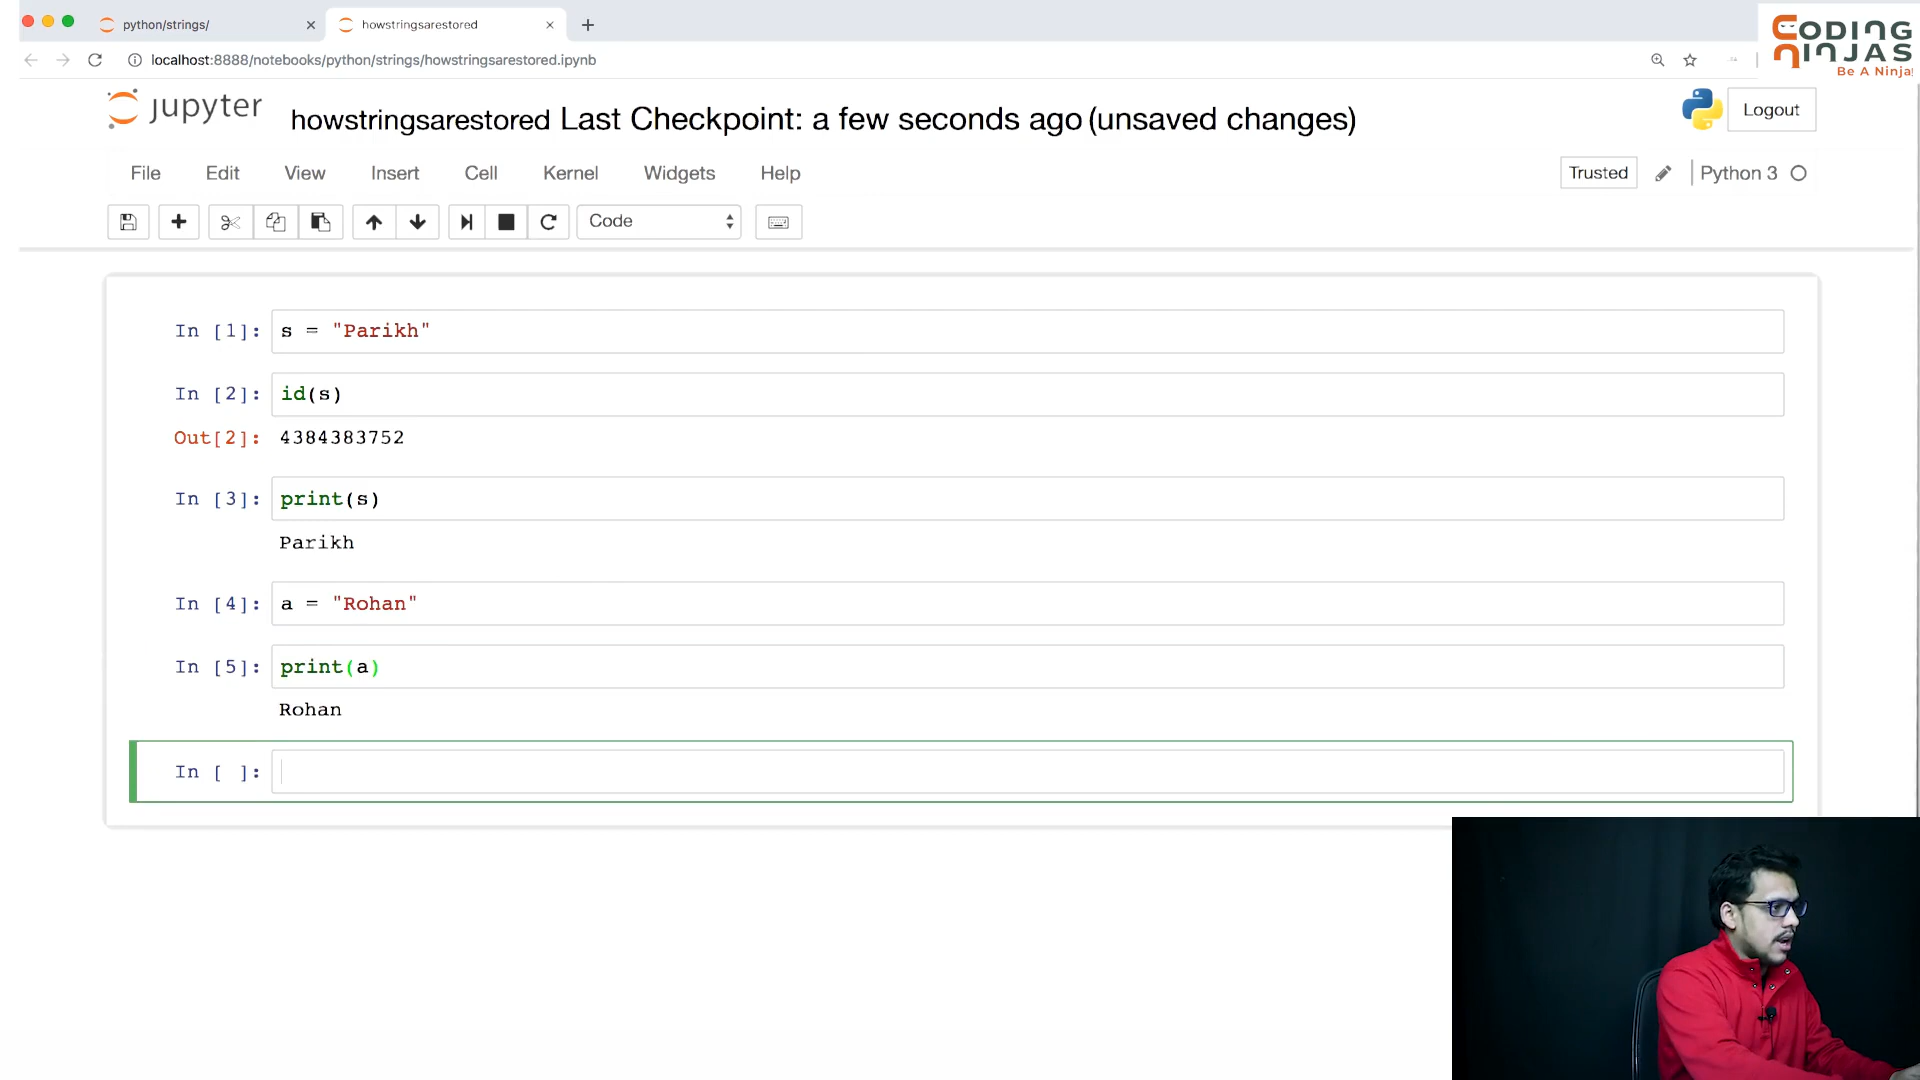 python/strings/
howstringsarestored
CODING
NINJAS
Be A Ninja!
localhost:8888/notebooks/python/strings/howstringsarestored.ipynb
jupyter
howstringsarestored Last Checkpoint: a few seconds ago (unsaved changes)
Logout
File Edit View Insert Cell Kernel Widgets Help
Trusted
Python 3
Code
In [1]: s = "Parikh"
In [2]: id(s)
Out[2]: 4384383752
In [3]: print(s)
Parikh
In [4]: a = "Rohan"
In [5]: print(a)
Rohan
In [ ]: